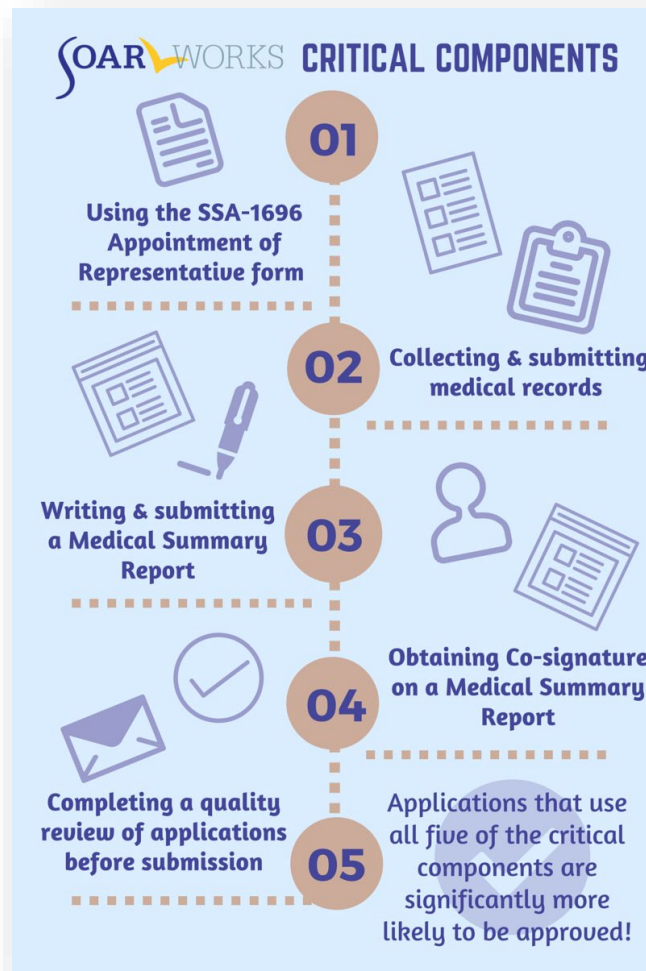 SOAR WORKS CRITICAL COMPONENTS
01
Using the SSA-1696
Appointment of
Representative form
02
Collecting & submitting
medical records
03
Writing & submitting
a Medical Summary
Report
04
Obtaining Co-signature
on a Medical Summary
Report
05
Completing a quality
review of applications
before submission
Applications that use
all five of the critical
components are
significantly more
likely to be approved!